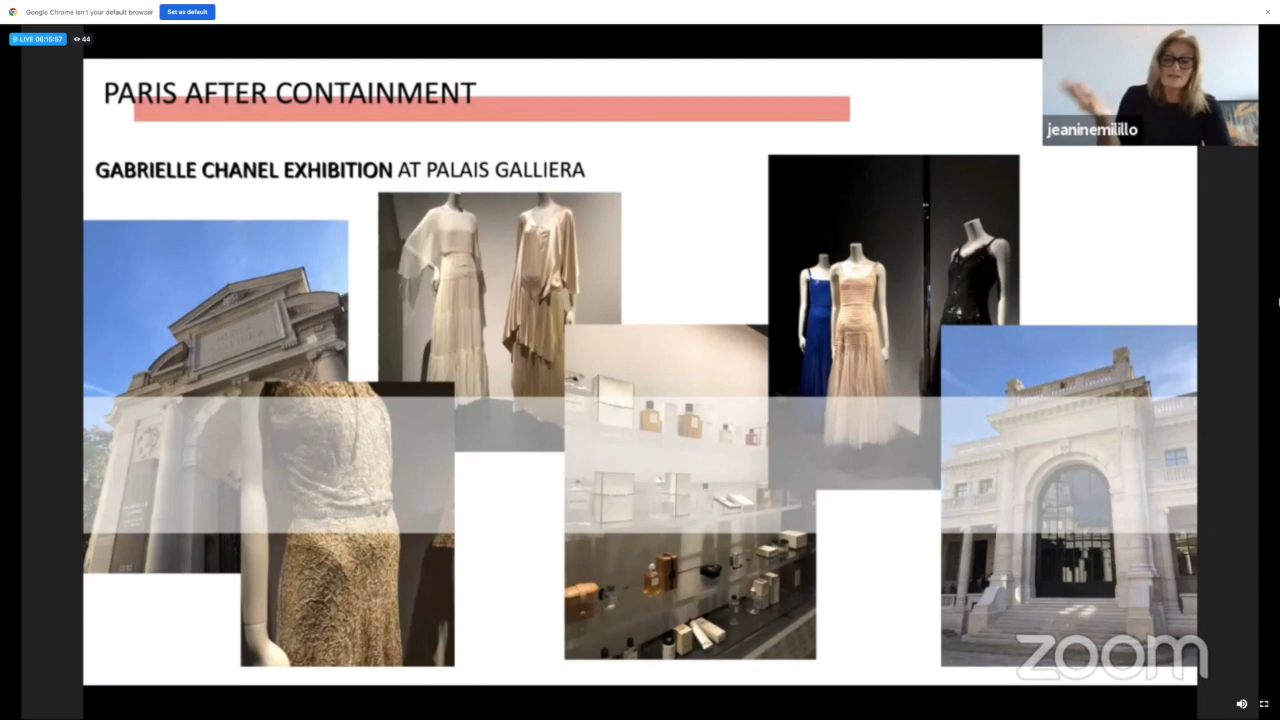 Google Chrome isn't your default browser Set as default
LIVE 06:15:57 44
PARIS AFTER CONTAINMENT
jeaninemilillo
GABRIELLE CHANEL EXHIBITION AT PALAIS GALLIERA
zoom